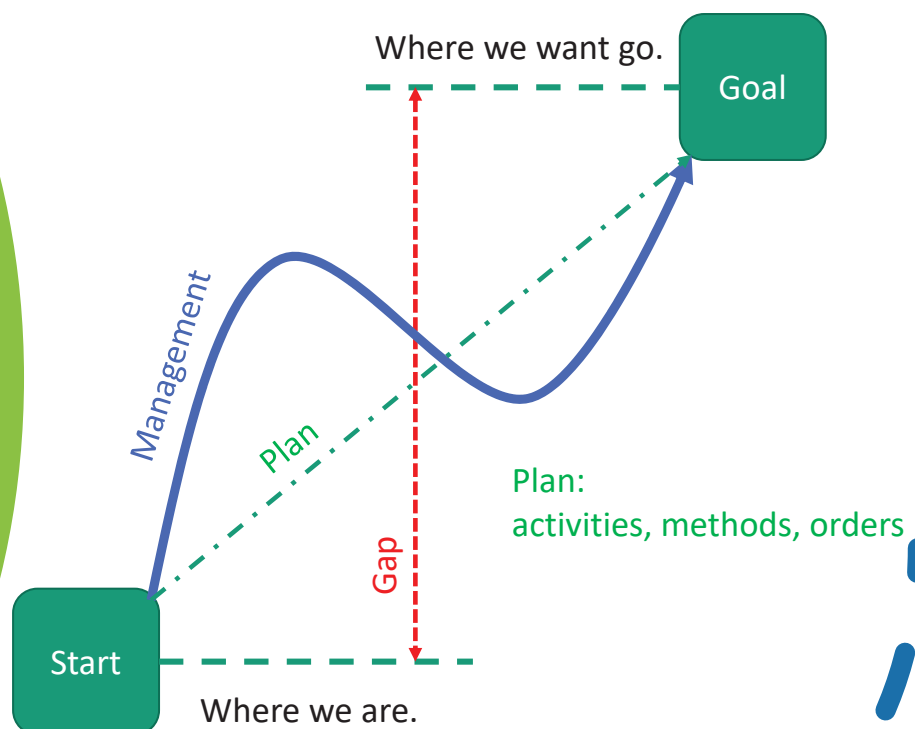 Where we want go.
Goal
Management
Plan
Plan:
activities, methods, orders
Gap
Start
Where we are.